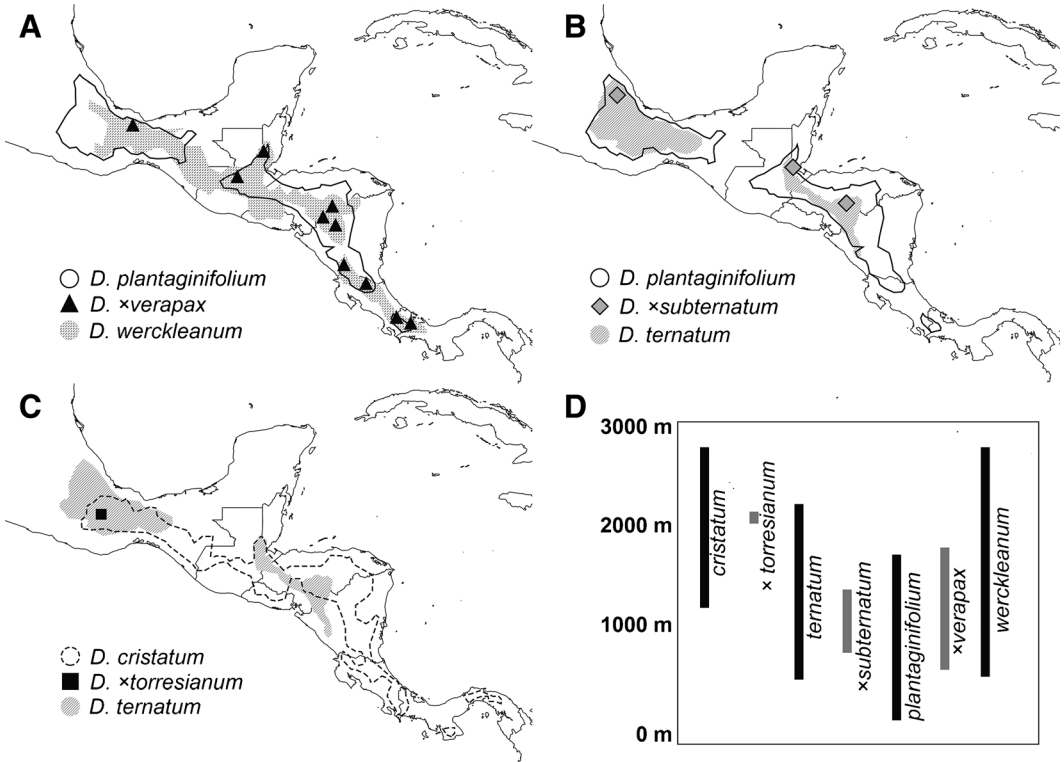 A
D. plantaginifolium
D. ×verapax
D. werckleanum
B
D. plantaginifolium
D. ×subternatum
D. ternatum
C
D. cristatum
D. ×torresianum
D. ternatum
D
3000 m
2000 m
1000 m
0 m
cristatum
× torresianum
ternatum
×subternatum
plantaginifolium
×verapax
werckleanum